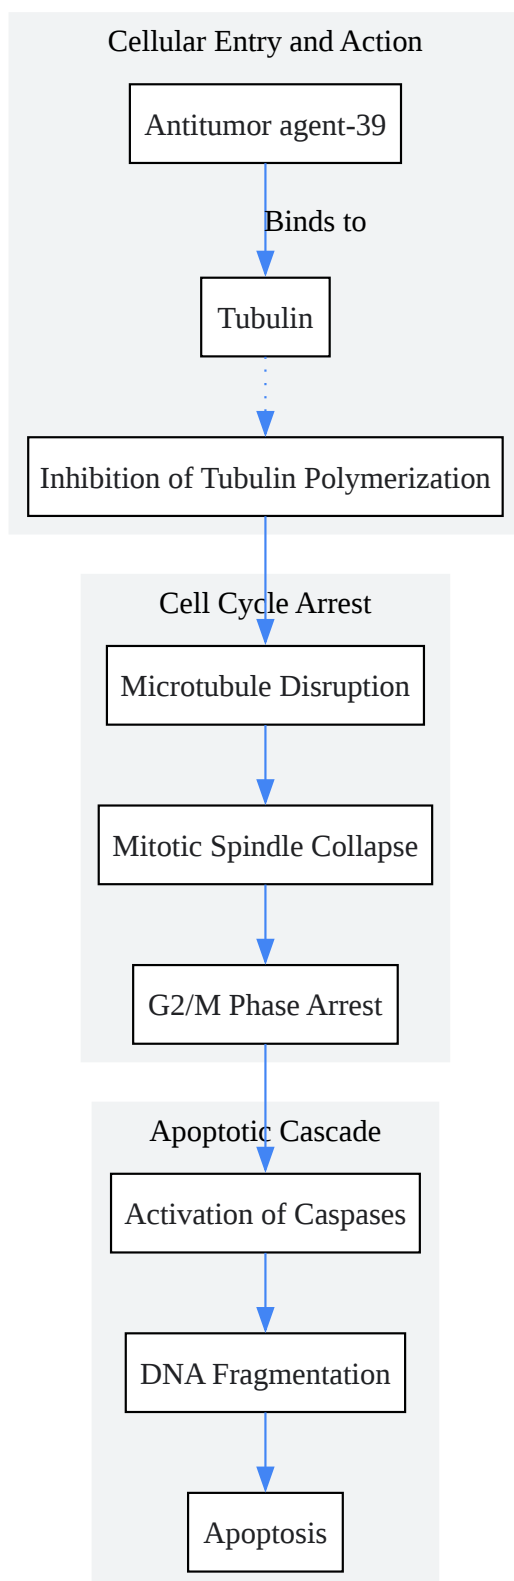 Cellular Entry and Action
Antitumor agent-39
Binds to
Tubulin
Inhibition of Tubulin Polymerization
Cell Cycle Arrest
Microtubule Disruption
Mitotic Spindle Collapse
G2/M Phase Arrest
Apoptotic Cascade
Activation of Caspases
DNA Fragmentation
Apoptosis